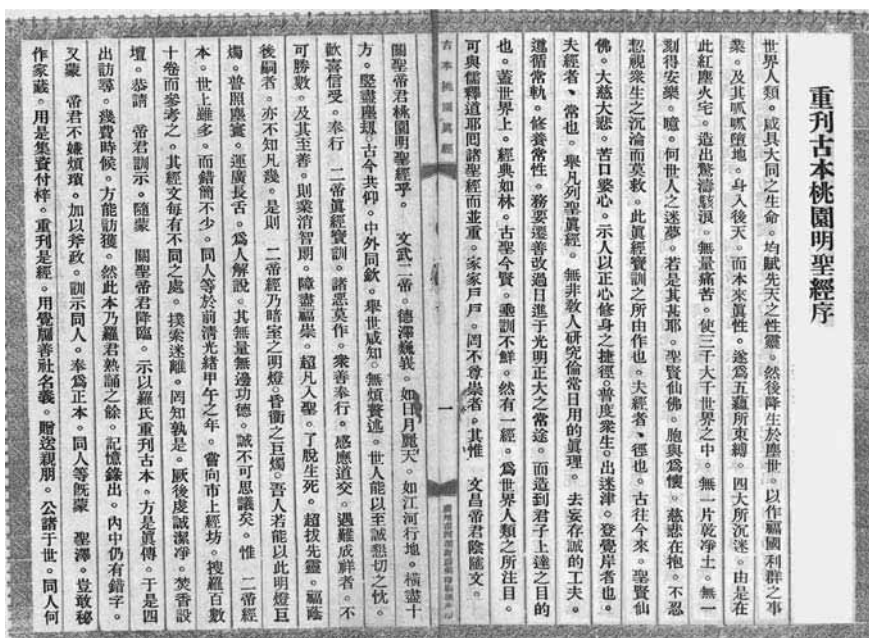 重刊古本桃園明聖經序
世界人類。咸具大同之生命。均賦先天之性靈。然後降生於塵世。以作福國利群之事
業。及其呱呱墮地。身入後天。而本來眞性。遂爲五蘊所束縛。四大所沉迷。由是在
此紅塵火宅。造出驚濤駭浪。無量痛苦。使三千大千世界之中。無一片乾净土。無一
刻得安樂。噫。何世人之迷夢。若是其甚耶。聖賢仙佛。胞與爲懷。慈悲在抱。不忍
恝視衆生之沉淪而莫救。此眞經寶訓之所由作也。夫經者、徑也。古往今來。聖賢仙
佛。大慈大悲。苦口婆心。示人以正心修身之捷徑。普度衆生。出迷津。登覺岸者也。
夫經者、常也。舉凡列聖眞經。無非敎人研究倫常日用的眞理。去妄存誠的工夫。
遵循常軌。修養常性。務要遷善改過日進于光明正大之常途。而造到君子上達之目的
也。蓋世界上。經典如林。古聖今賢。垂訓不鮮。然有一經。爲世界人類之所注目。
可與儒釋道耶回諸聖經而並重。家家戶戶。罔不尊崇者。其惟 文昌帝君陰隲文。
古本桃園眞經
一
關聖帝君桃園明聖經乎。 文武二帝。德澤巍峩。如日月麗天。如江河行地。橫盡十
方。竪盡塵刼。古今共仰。中外同欽。舉世咸知。無煩贅述。世人能以至誠懇切之忱。
歡喜信受。奉行 二帝眞經寶訓。諸惡莫作。衆善奉行。感應道交。遇難成祥者。不
可勝數。及其至善。則業消智朗。障盡福崇。超凡入聖。了脫生死。超拔先靈。福蔭
後嗣者。亦不知凡幾。是則 二帝經乃暗室之明燈。昏衢之巨燭。吾人若能以此明燈巨
燭。普照塵寰。運廣長舌。爲人解說。其無量無邊功德。誠不可思議矣。惟 二帝經
本。世上雖多。而錯簡不少。同人等於前清光緒甲午之年。嘗向市上經坊。搜羅百數
十卷而參考之。其經文每有不同之處。撲索迷離。罔知孰是。厥後虔誠潔凈。焚香設
壇。恭請 帝君訓示。隨蒙 關聖帝君降臨。示以羅氏重刊古本。方是眞傳。于是四
出訪尋。幾費時候。方能訪獲。然此本乃羅君熟誦之餘。記憶錄出。內中仍有錯字。
又蒙 帝君不嫌煩瑣。加以斧政。訓示同人。奉爲正本。同人等旣蒙 聖澤。豈敢秘
作家藏。用是集資付梓。重刊是經。用覺屬善社名義。贈送親朋。公諸于世。同人何